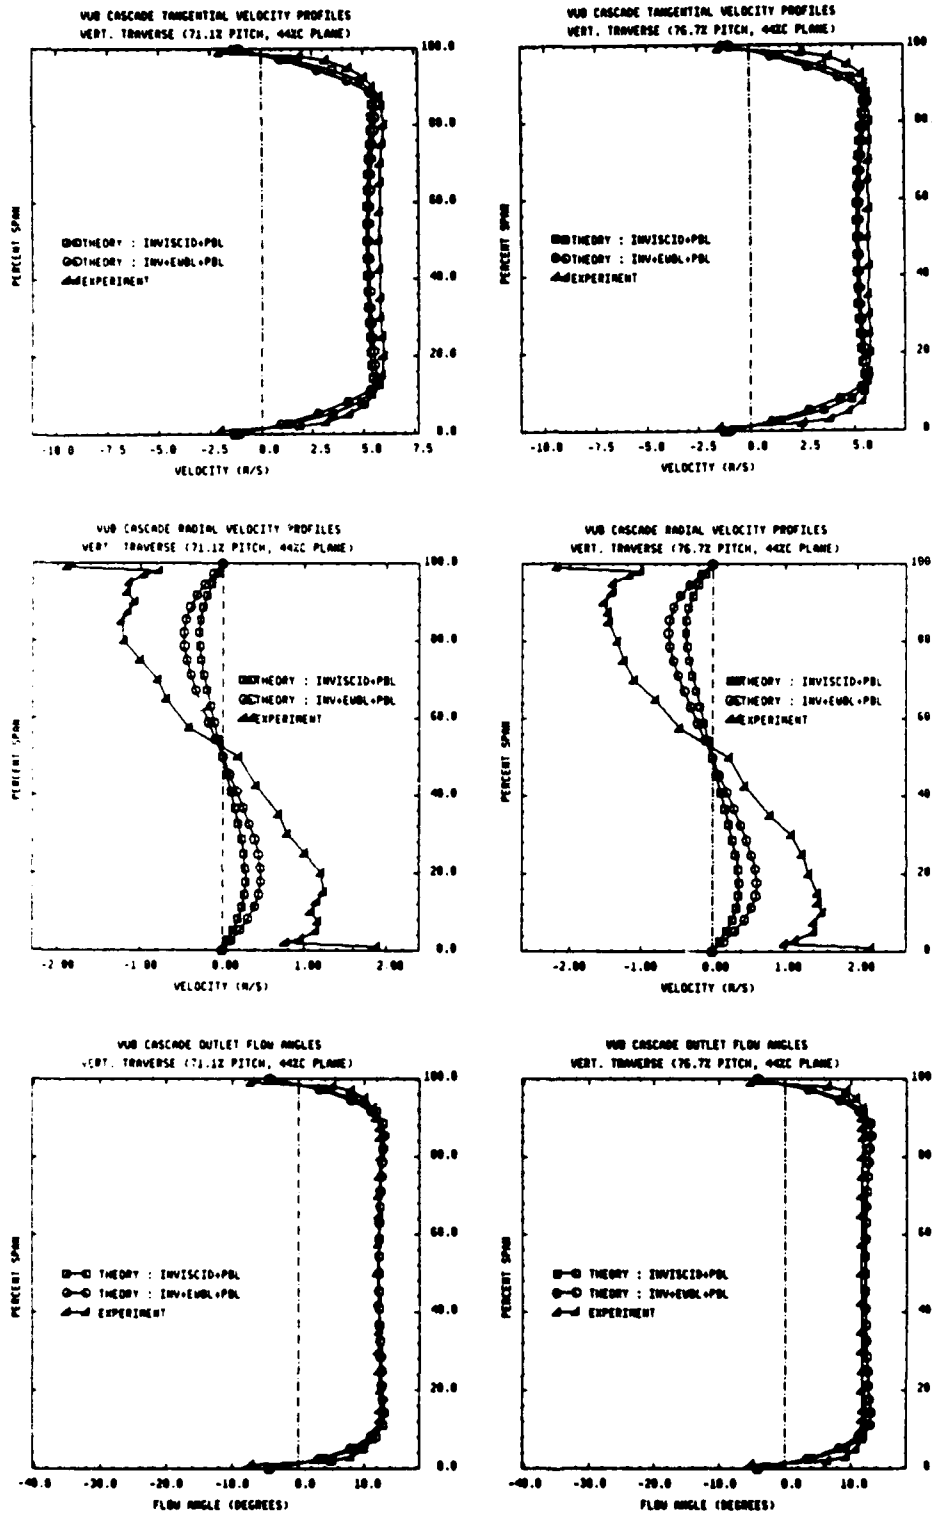 VUB CASCADE TANGENTIAL VELOCITY PROFILES
VERT. TRAVERSE (71.1% PITCH, 44%C PLANE)
100.0
80.0
60.0
40.0
20.0
0.0
PERCENT SPAN
THEORY : INVISCID+PBL
THEORY : INV+EWBL+PBL
EXPERIMENT
-10.0 -7.5 -5.0 -2.5 0.0 2.5 5.0 7.5
VELOCITY (M/S)
VUB CASCADE TANGENTIAL VELOCITY PROFILES
VERT. TRAVERSE (76.7% PITCH, 44%C PLANE)
100.0
80
60
40
20
0
PERCENT SPAN
THEORY : INVISCID+PBL
THEORY : INV+EWBL+PBL
EXPERIMENT
-10.0 -7.5 -5.0 -2.5 0.0 2.5 5.0
VELOCITY (M/S)
VUB CASCADE RADIAL VELOCITY PROFILES
VERT. TRAVERSE (71.1% PITCH, 44%C PLANE)
100.0
80.0
60.0
40.0
20.0
0.0
PERCENT SPAN
THEORY : INVISCID+PBL
THEORY : INV+EWBL+PBL
EXPERIMENT
-2.00 -1.00 0.00 1.00 2.00
VELOCITY (M/S)
VUB CASCADE RADIAL VELOCITY PROFILES
VERT. TRAVERSE (76.7% PITCH, 44%C PLANE)
100
80
60
40
20
0
PERCENT SPAN
THEORY : INVISCID+PBL
THEORY : INV+EWBL+PBL
EXPERIMENT
-2.00 -1.00 0.00 1.00 2.00
VELOCITY (M/S)
VUB CASCADE OUTLET FLOW ANGLES
VERT. TRAVERSE (71.1% PITCH, 44%C PLANE)
100.0
80.0
60.0
40.0
20.0
0.0
PERCENT SPAN
THEORY : INVISCID+PBL
THEORY : INV+EWBL+PBL
EXPERIMENT
-40.0 -30.0 -20.0 -10.0 0.0 10.0
FLOW ANGLE (DEGREES)
VUB CASCADE OUTLET FLOW ANGLES
VERT. TRAVERSE (76.7% PITCH, 44%C PLANE)
100
80
60
40
20
0
PERCENT SPAN
THEORY : INVISCID+PBL
THEORY : INV+EWBL+PBL
EXPERIMENT
-40.0 -30.0 -20.0 -10.0 0.0 10.0
FLOW ANGLE (DEGREES)